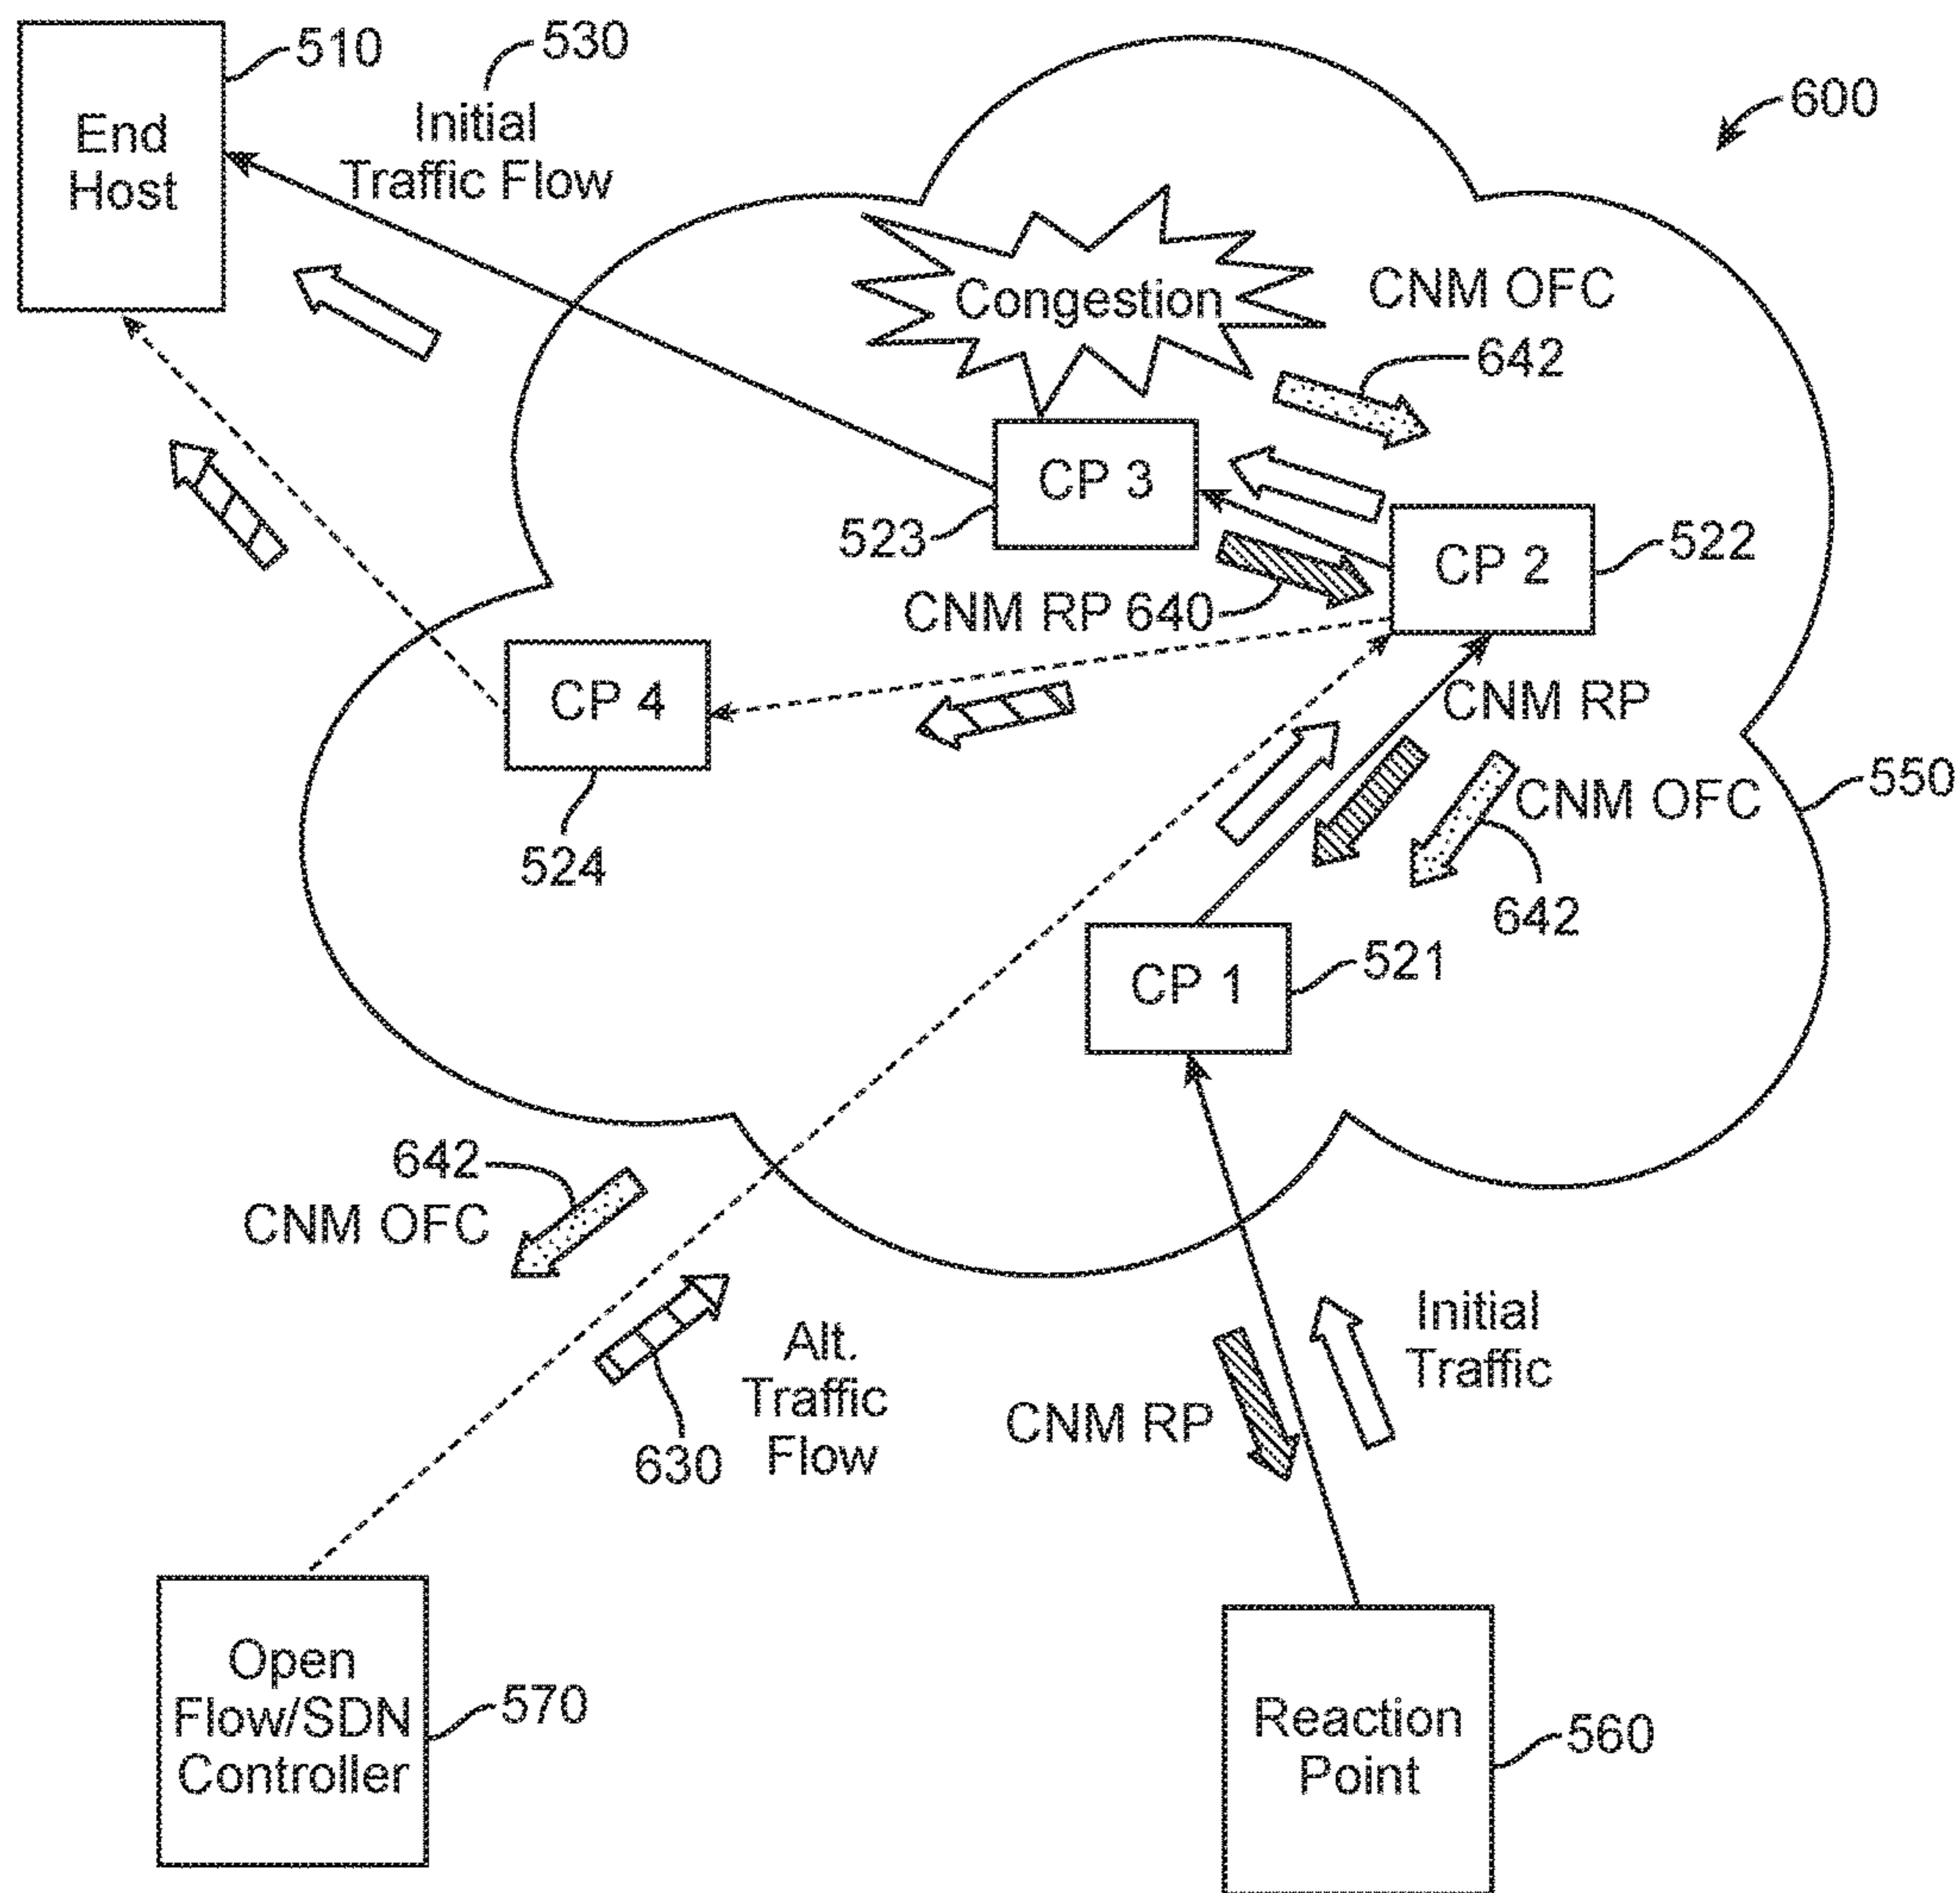 510
530
Initial
Traffic Flow
End
Host
600
Congestion
CNM OFC
642
CP 3
523
CP 2
522
CNM RP 640
CP 4
524
CNM RP
CNM OFC
642
550
CP 1
521
642
CNM OFC
Alt.
Traffic
Flow
630
CNM RP
Initial
Traffic
Open
Flow/SDN
Controller
570
Reaction
Point
560